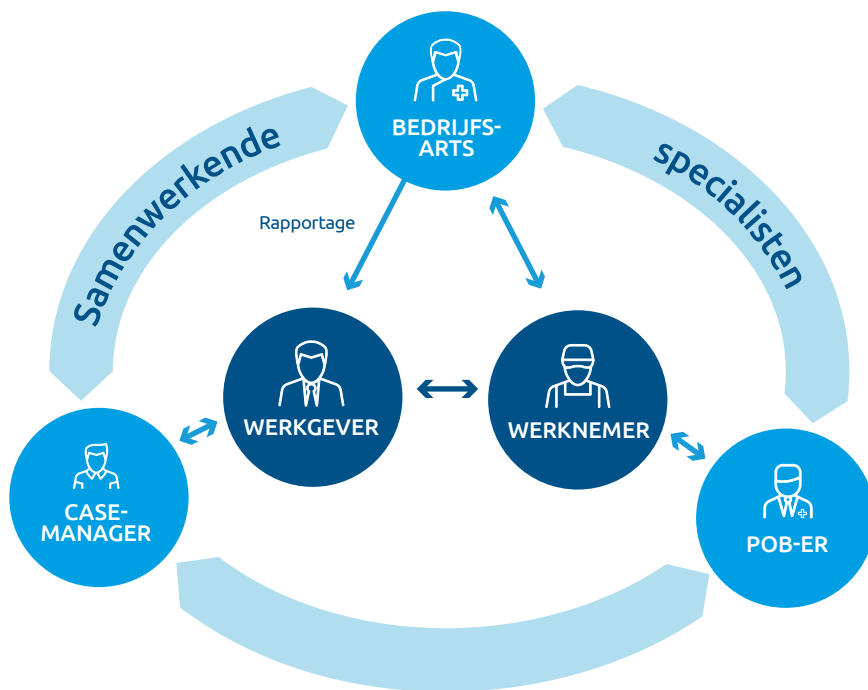 BEDRIJFS-
ARTS
Samenwerkende
specialisten
Rapportage
WERKGEVER
WERKNEMER
CASE-
MANAGER
POB-ER